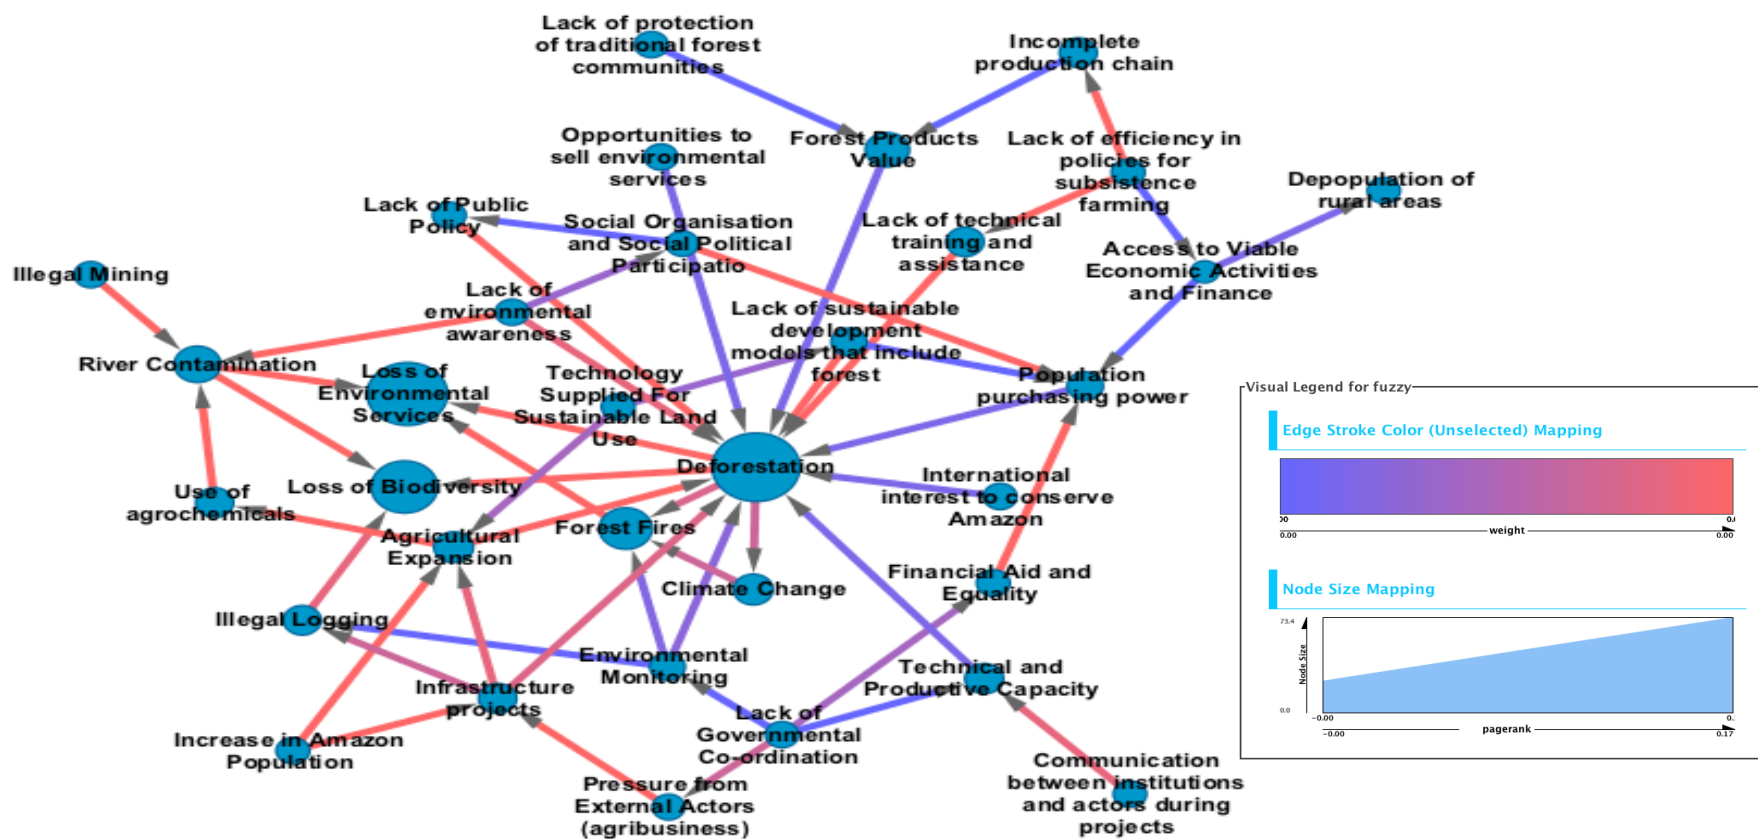 Lack of protection
of traditional forest
communities
Incomplete
production chain
Opportunities to
sell environmental
services
Forest Products
Value
Lack of efficiency in
policies for
subsistence
farming
Depopulation of
rural areas
Lack of Public
Policy
Social Organisation
and Social Political
Participatio
Lack of technical
training and
assistance
Access to Viable
Economic Activities
and Finance
Illegal Mining
Lack of
environmental
awareness
Lack of sustainable
development
models that include
forest
River Contamination
Loss of
Environmental
Services
Technology
Supplied For
Sustainable Land
Use
Population
purchasing power
Deforestation
Loss of Biodiversity
Use of
agrochemicals
International
interest to conserve
Amazon
Agricultural
Expansion
Forest Fires
Climate Change
Financial Aid and
Equality
Illegal Logging
Environmental
Monitoring
Technical and
Productive Capacity
Infrastructure
projects
Lack of
Governmental
Co-ordination
Increase in Amazon
Population
Pressure from
External Actors
(agribusiness)
Communication
between institutions
and actors during
projects
Visual Legend for fuzzy
Edge Stroke Color (Unselected) Mapping
0.00
weight
0.00
Node Size Mapping
73.4
Node Size
0.0
-0.00
0.
-0.00
pagerank
0.17